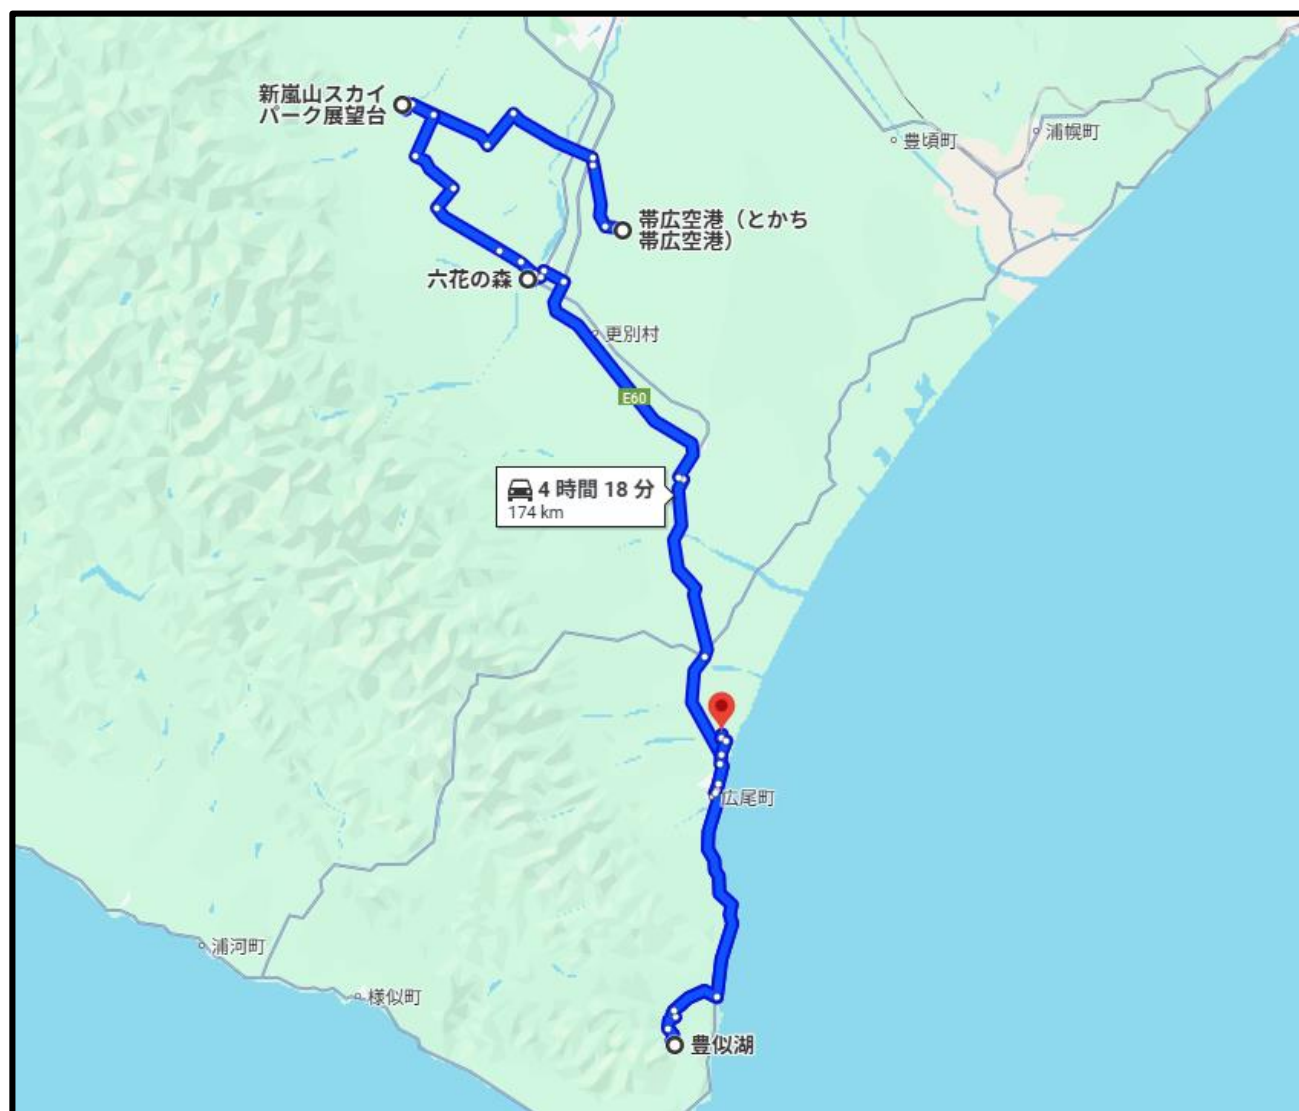 新嵐山スカイ
パーク展望台
豊頃町
浦幌町
帯広空港（とかち
帯広空港）
六花の森
更別村
E60
4 時間 18 分
174 km
広尾町
浦河町
様似町
豊似湖